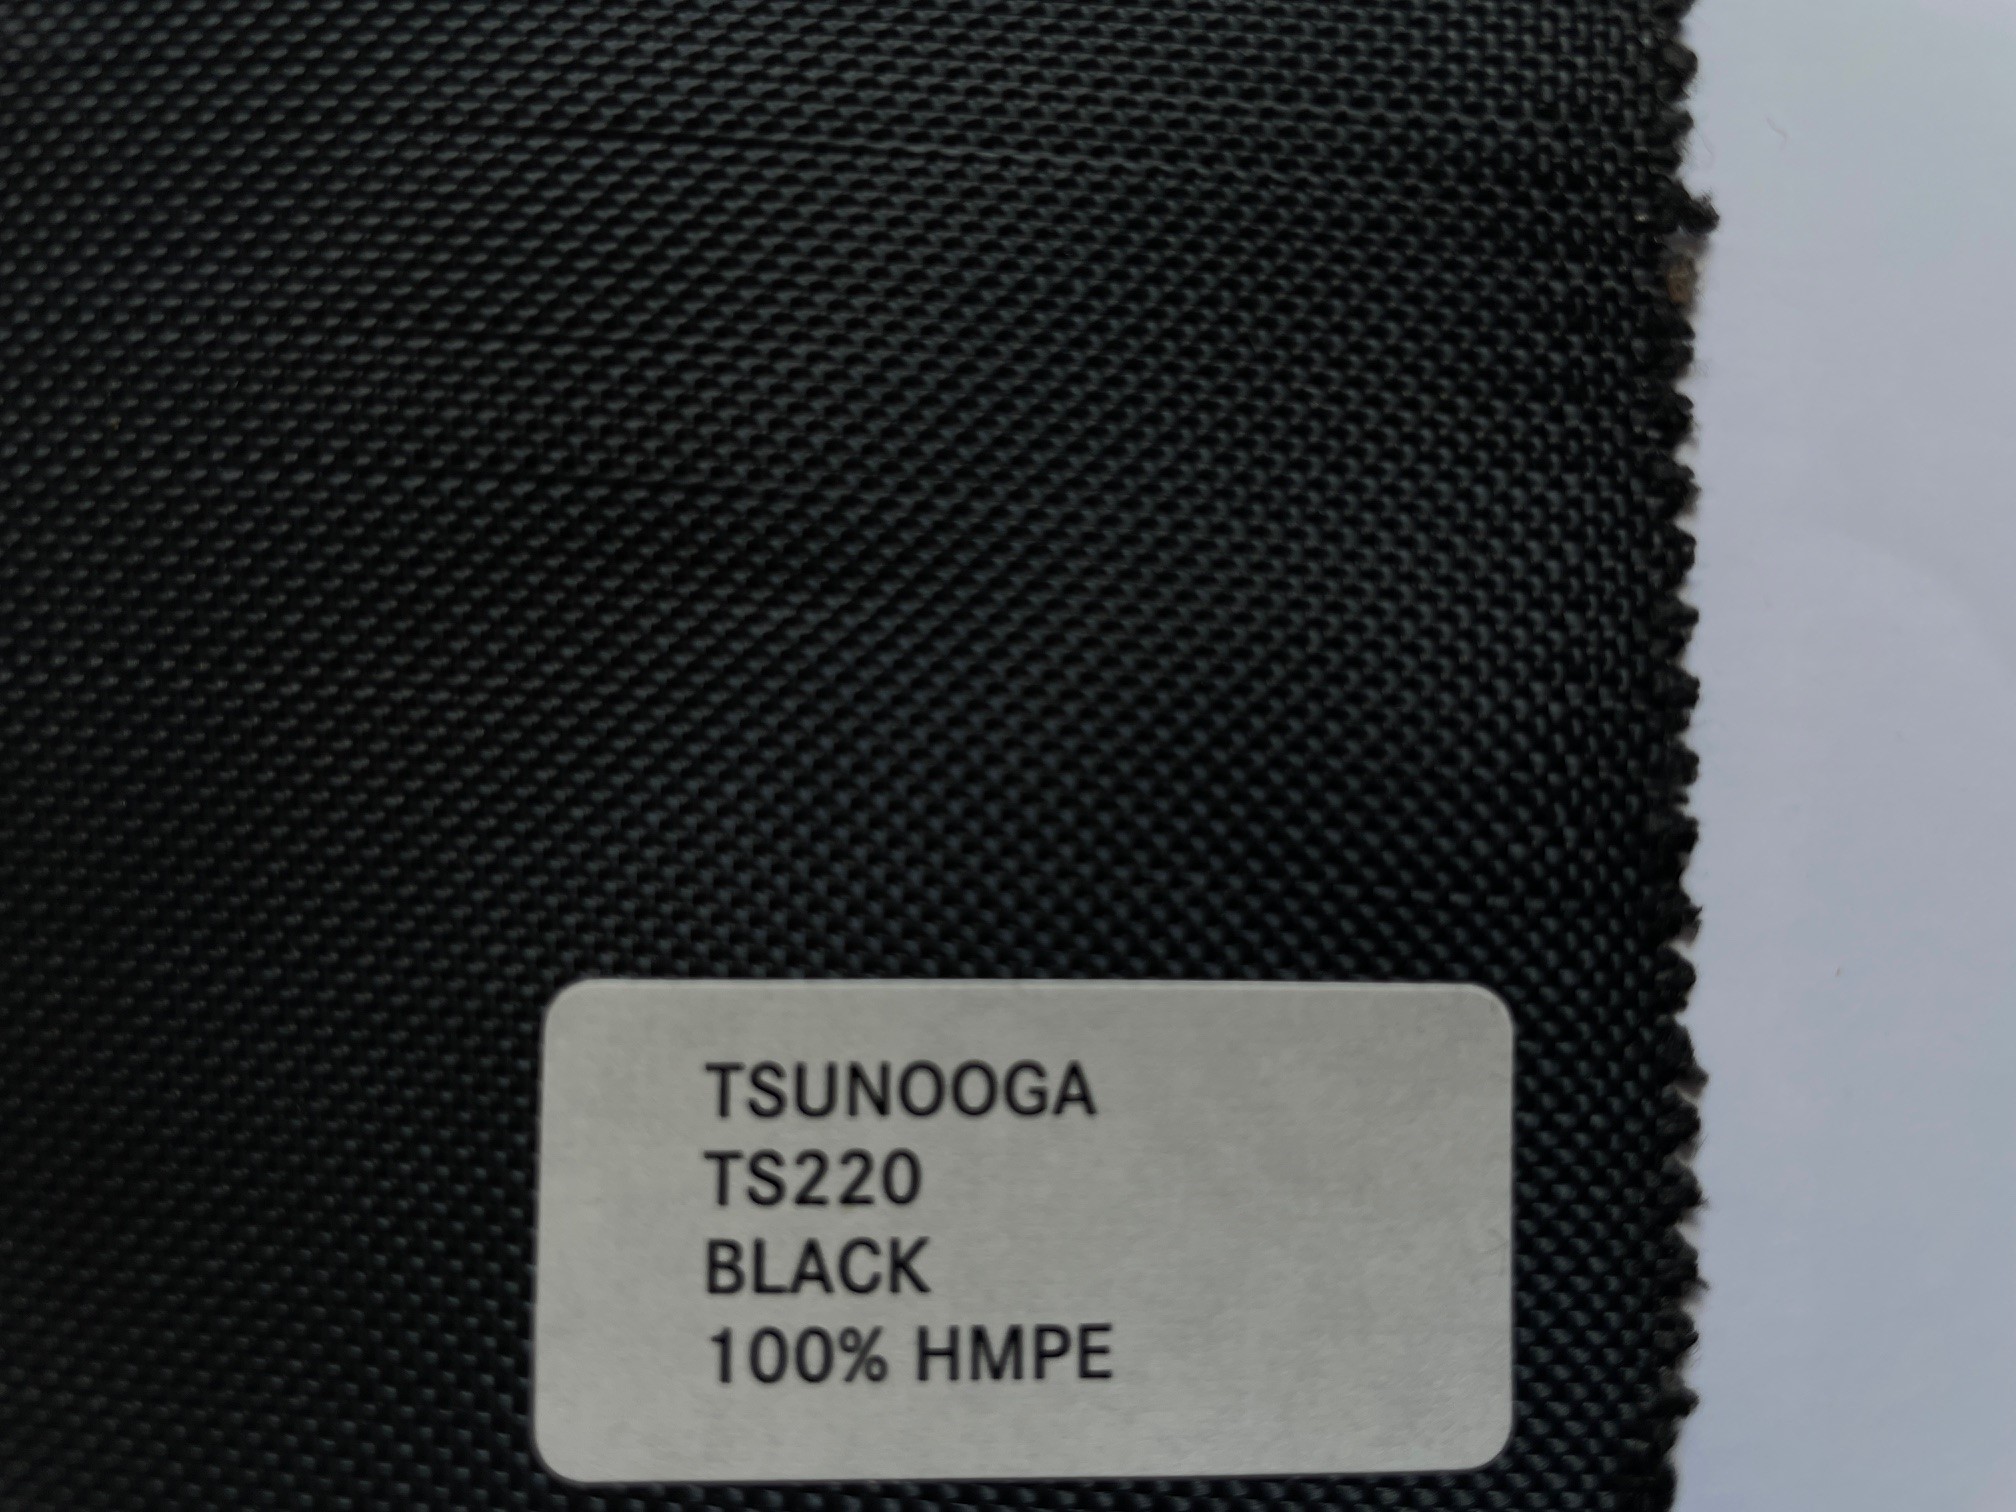 TSUNOOGA
TS220
BLACK
100% HMPE